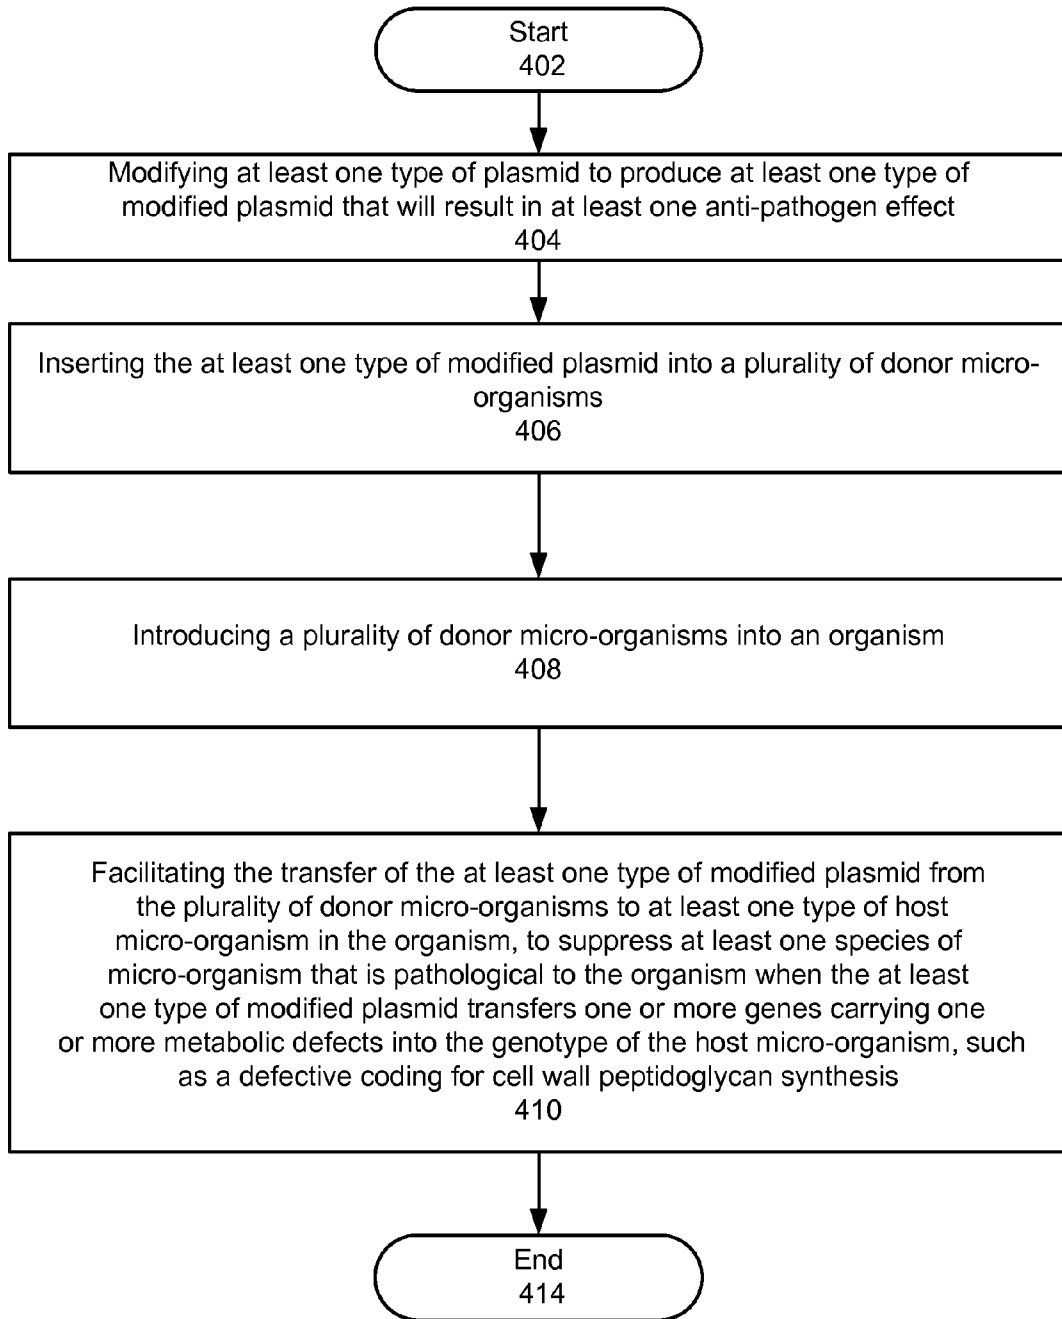 Start
402
Modifying at least one type of plasmid to produce at least one type of
modified plasmid that will result in at least one anti-pathogen effect
404
Inserting the at least one type of modified plasmid into a plurality of donor micro-
organisms
406
Introducing a plurality of donor micro-organisms into an organism
408
Facilitating the transfer of the at least one type of modified plasmid from
the plurality of donor micro-organisms to at least one type of host
micro-organism in the organism, to suppress at least one species of
micro-organism that is pathological to the organism when the at least
one type of modified plasmid transfers one or more genes carrying one
or more metabolic defects into the genotype of the host micro-organism, such
as a defective coding for cell wall peptidoglycan synthesis
410
End
414